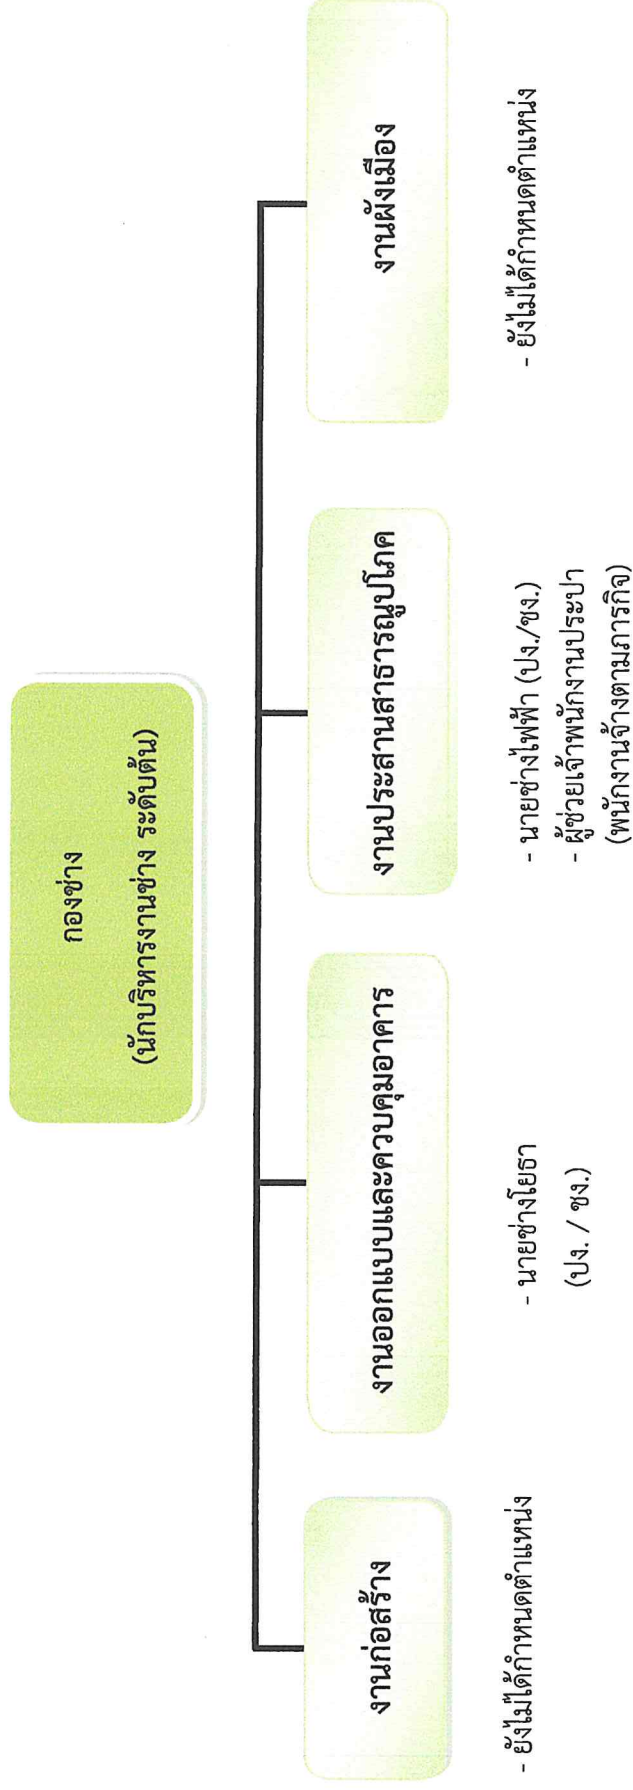 กองช่าง
(นักบริหารงานช่าง ระดับต้น)
งานก่อสร้าง
- ยังไม่ได้กำหนดตำแหน่ง
งานออกแบบและควบคุมอาคาร
- นายช่างโยธา
(ปง. / ชง.)
งานประสานสาธารณูปโภค
- นายช่างไฟฟ้า (ปง./ชง.)
- ผู้ช่วยเจ้าพนักงานประปา
(พนักงานจ้างตามภารกิจ)
งานผังเมือง
- ยังไม่ได้กำหนดตำแหน่ง